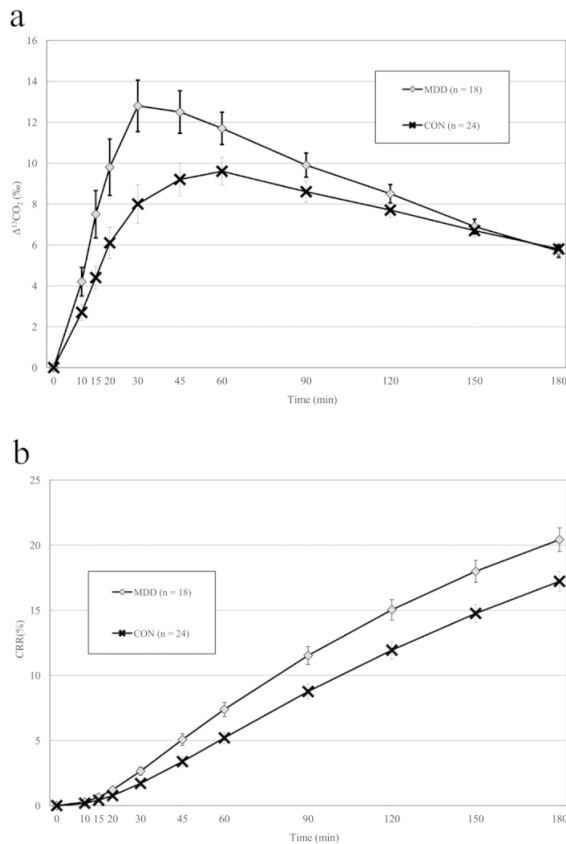 a
16
14
12
10
8
6
4
2
0
Δ¹³CO₂ (‰)
MDD (n = 18)
CON (n = 24)
0 10 15 20 30 45 60 90 120 150 180
Time (min)
b
25
20
15
10
5
0
CRR(%)
MDD (n = 18)
CON (n = 24)
0 10 15 20 30 45 60 90 120 150 180
Time (min)